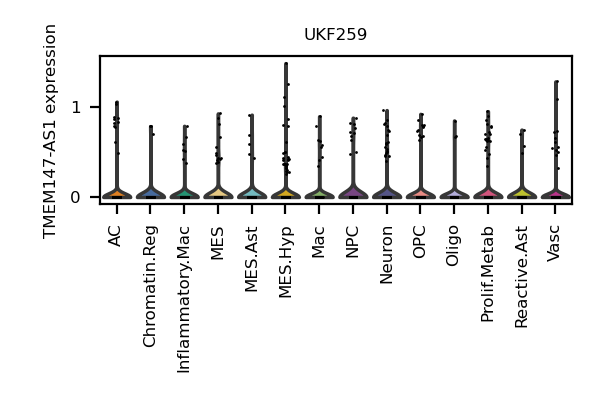 UKF259
TMEM147-AS1 expression
1
0
AC
Chromatin.Reg
Inflammatory.Mac
MES
MES.Ast
MES.Hyp
Mac
NPC
Neuron
OPC
Oligo
Prolif.Metab
Reactive.Ast
Vasc